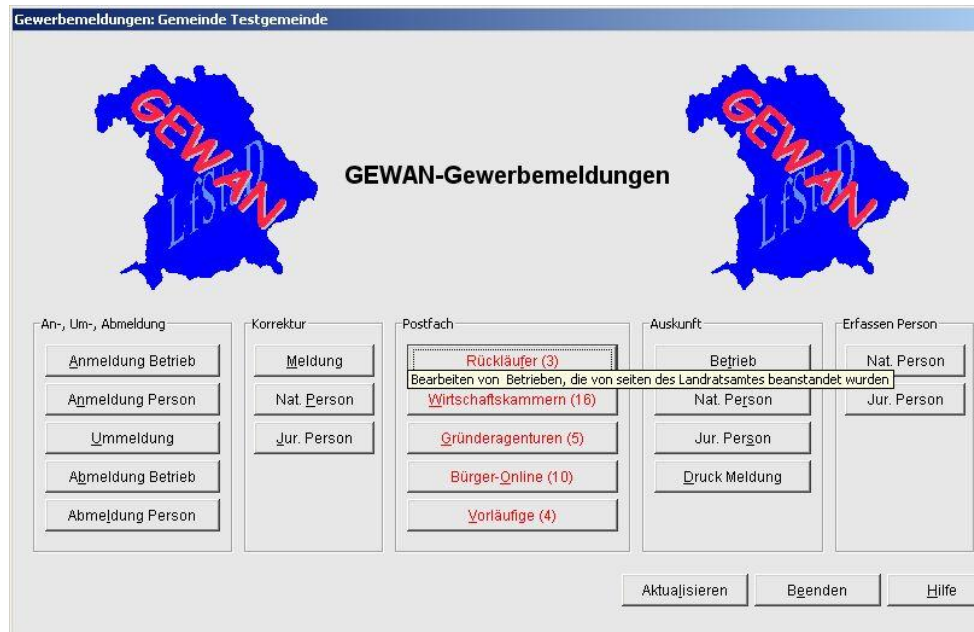 Gewerbemeldungen: Gemeinde Testgemeinde
GEWAN
LfStaD
GEWAN-Gewerbemeldungen
GEWAN
LfStaD
An-, Um-, Abmeldung
Anmeldung Betrieb
Anmeldung Person
Ummeldung
Abmeldung Betrieb
Abmeldung Person
Korrektur
Meldung
Nat. Person
Jur. Person
Postfach
Rückläufer (3)
Bearbeiten von Betrieben, die von seiten des Landratsamtes beanstandet wurden
Wirtschaftskammern (16)
Gründeragenturen (5)
Bürger-Online (10)
Vorläufige (4)
Auskunft
Betrieb
Nat. Person
Jur. Person
Druck Meldung
Erfassen Person
Nat. Person
Jur. Person
Aktualisieren
Beenden
Hilfe